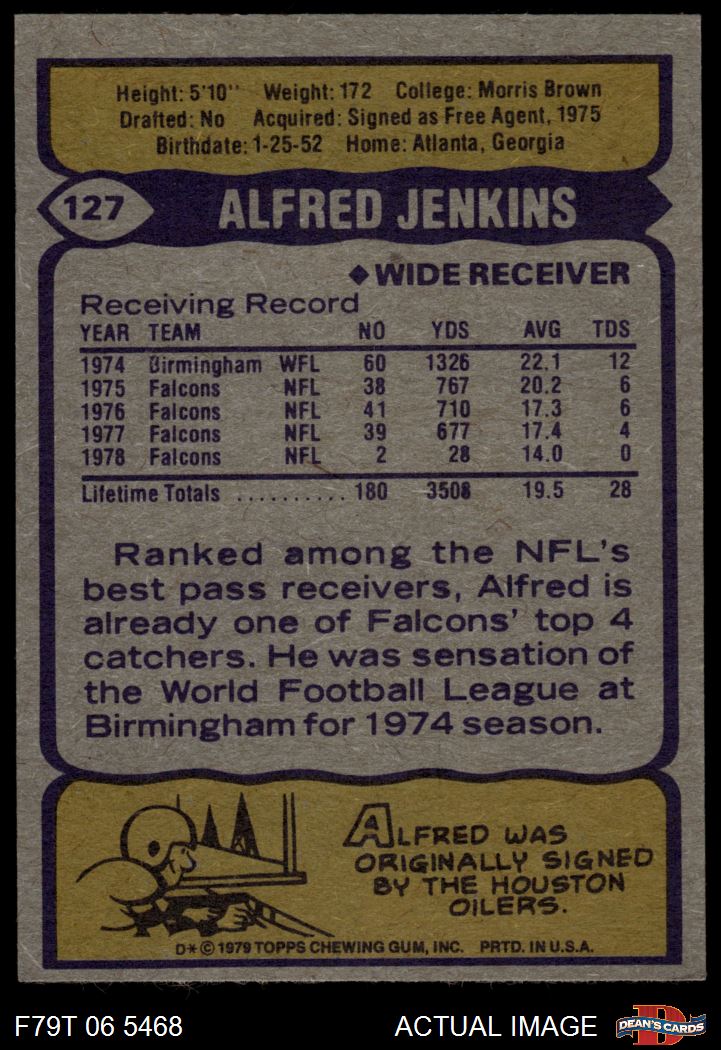 Height: 5'10'' Weight: 172 College: Morris Brown
Drafted: No Acquired: Signed as Free Agent, 1975
Birthdate: 1-25-52 Home: Atlanta, Georgia
127 ALFRED JENKINS
◆ WIDE RECEIVER
Receiving Record
YEAR TEAM NO YDS AVG TDS
1974 Birmingham WFL 60 1326 22.1 12
1975 Falcons NFL 38 767 20.2 6
1976 Falcons NFL 41 710 17.3 6
1977 Falcons NFL 39 677 17.4 4
1978 Falcons NFL 2 28 14.0 0
Lifetime Totals .......... 180 3508 19.5 28
Ranked among the NFL's
best pass receivers, Alfred is
already one of Falcons' top 4
catchers. He was sensation of
the World Football League at
Birmingham for 1974 season.
ALFRED WAS
ORIGINALLY SIGNED
BY THE HOUSTON
OILERS.
D* © 1979 TOPPS CHEWING GUM, INC. PRTD. IN U.S.A.
F79T 06 5468 ACTUAL IMAGE D DEAN'S CARDS